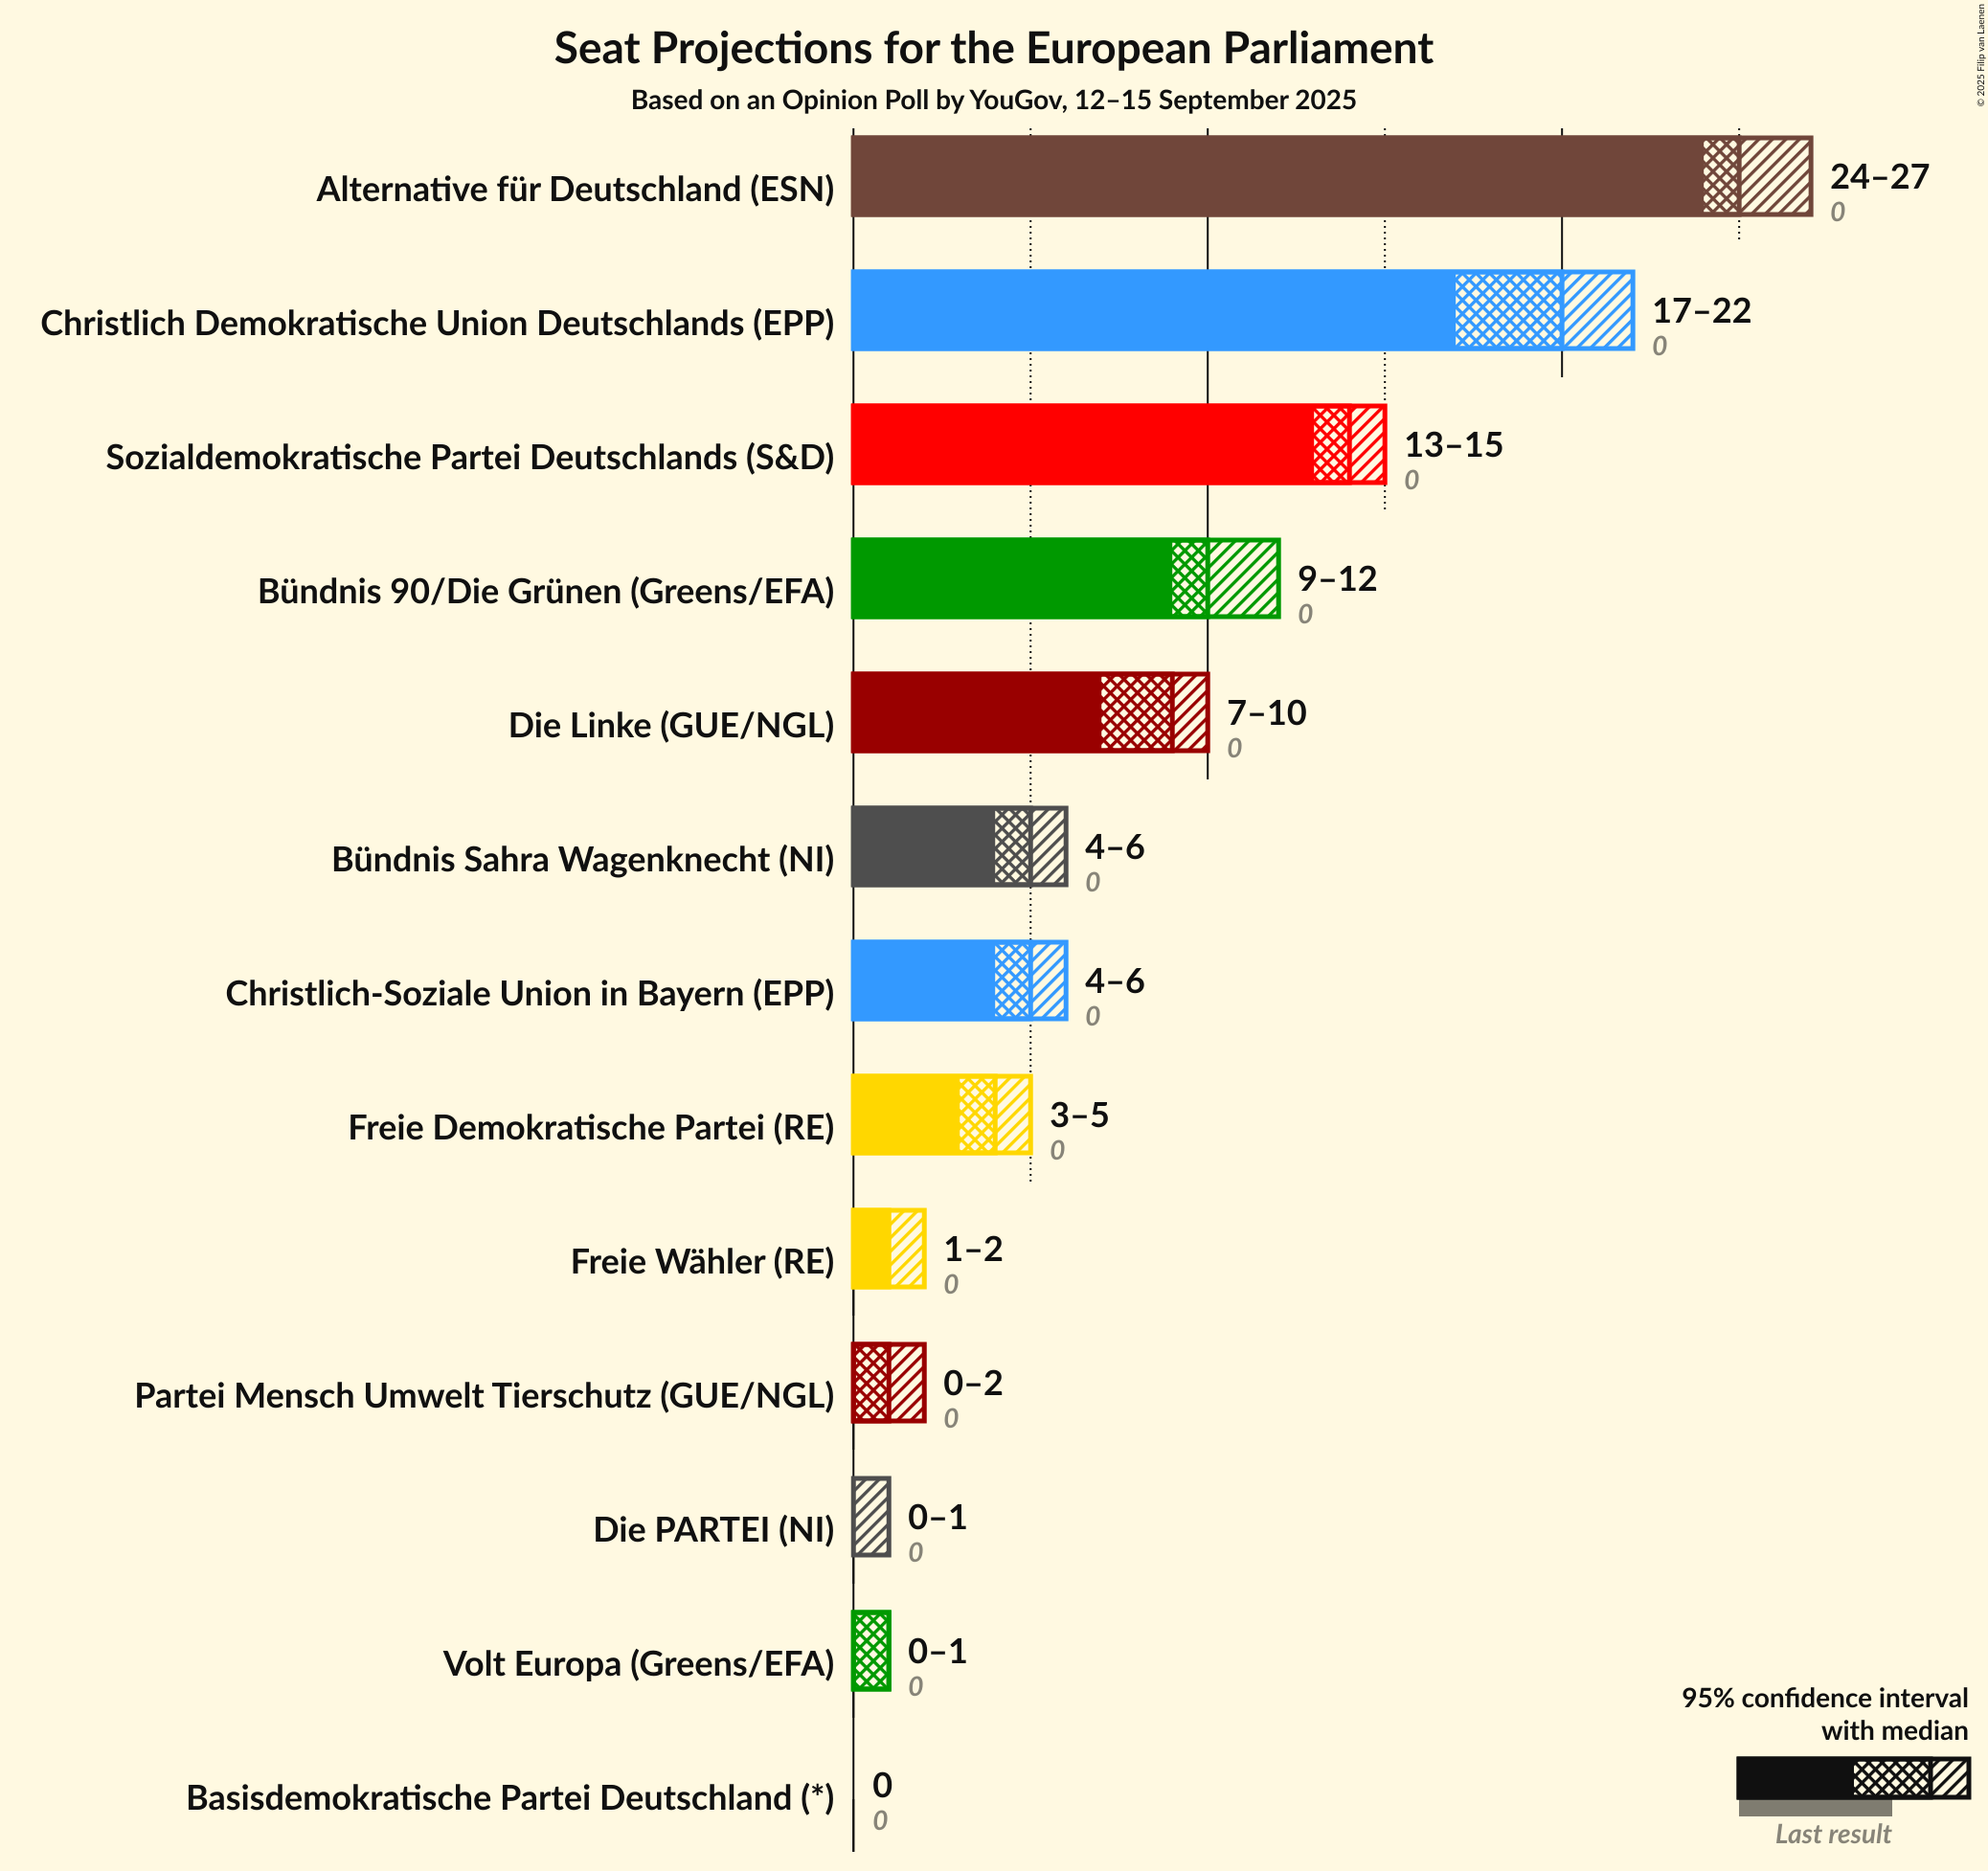 Seat Projections for the European Parliament
Based on an Opinion Poll by YouGov, 12–15 September 2025
© 2025 Filip van Laenen
Alternative für Deutschland (ESN)
24–27
0
Christlich Demokratische Union Deutschlands (EPP)
17–22
0
Sozialdemokratische Partei Deutschlands (S&D)
13–15
0
Bündnis 90/Die Grünen (Greens/EFA)
9–12
0
Die Linke (GUE/NGL)
7–10
0
Bündnis Sahra Wagenknecht (NI)
4–6
0
Christlich-Soziale Union in Bayern (EPP)
4–6
0
Freie Demokratische Partei (RE)
3–5
0
Freie Wähler (RE)
1–2
0
Partei Mensch Umwelt Tierschutz (GUE/NGL)
0–2
0
Die PARTEI (NI)
0–1
0
Volt Europa (Greens/EFA)
0–1
0
Basisdemokratische Partei Deutschland (*)
0
0
95% confidence interval
with median
Last result